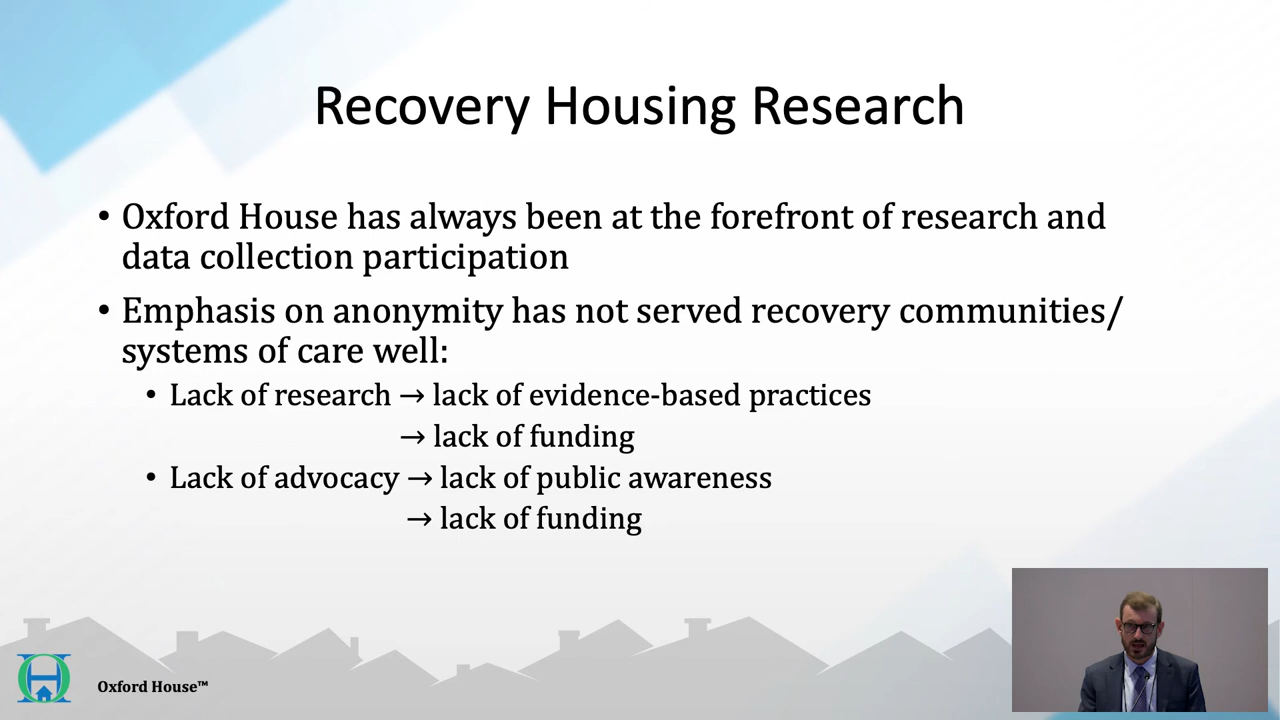 Recovery Housing Research
• Oxford House has always been at the forefront of research and
data collection participation
• Emphasis on anonymity has not served recovery communities/
systems of care well:
• Lack of research → lack of evidence-based practices
→ lack of funding
• Lack of advocacy → lack of public awareness
→ lack of funding
Oxford House™